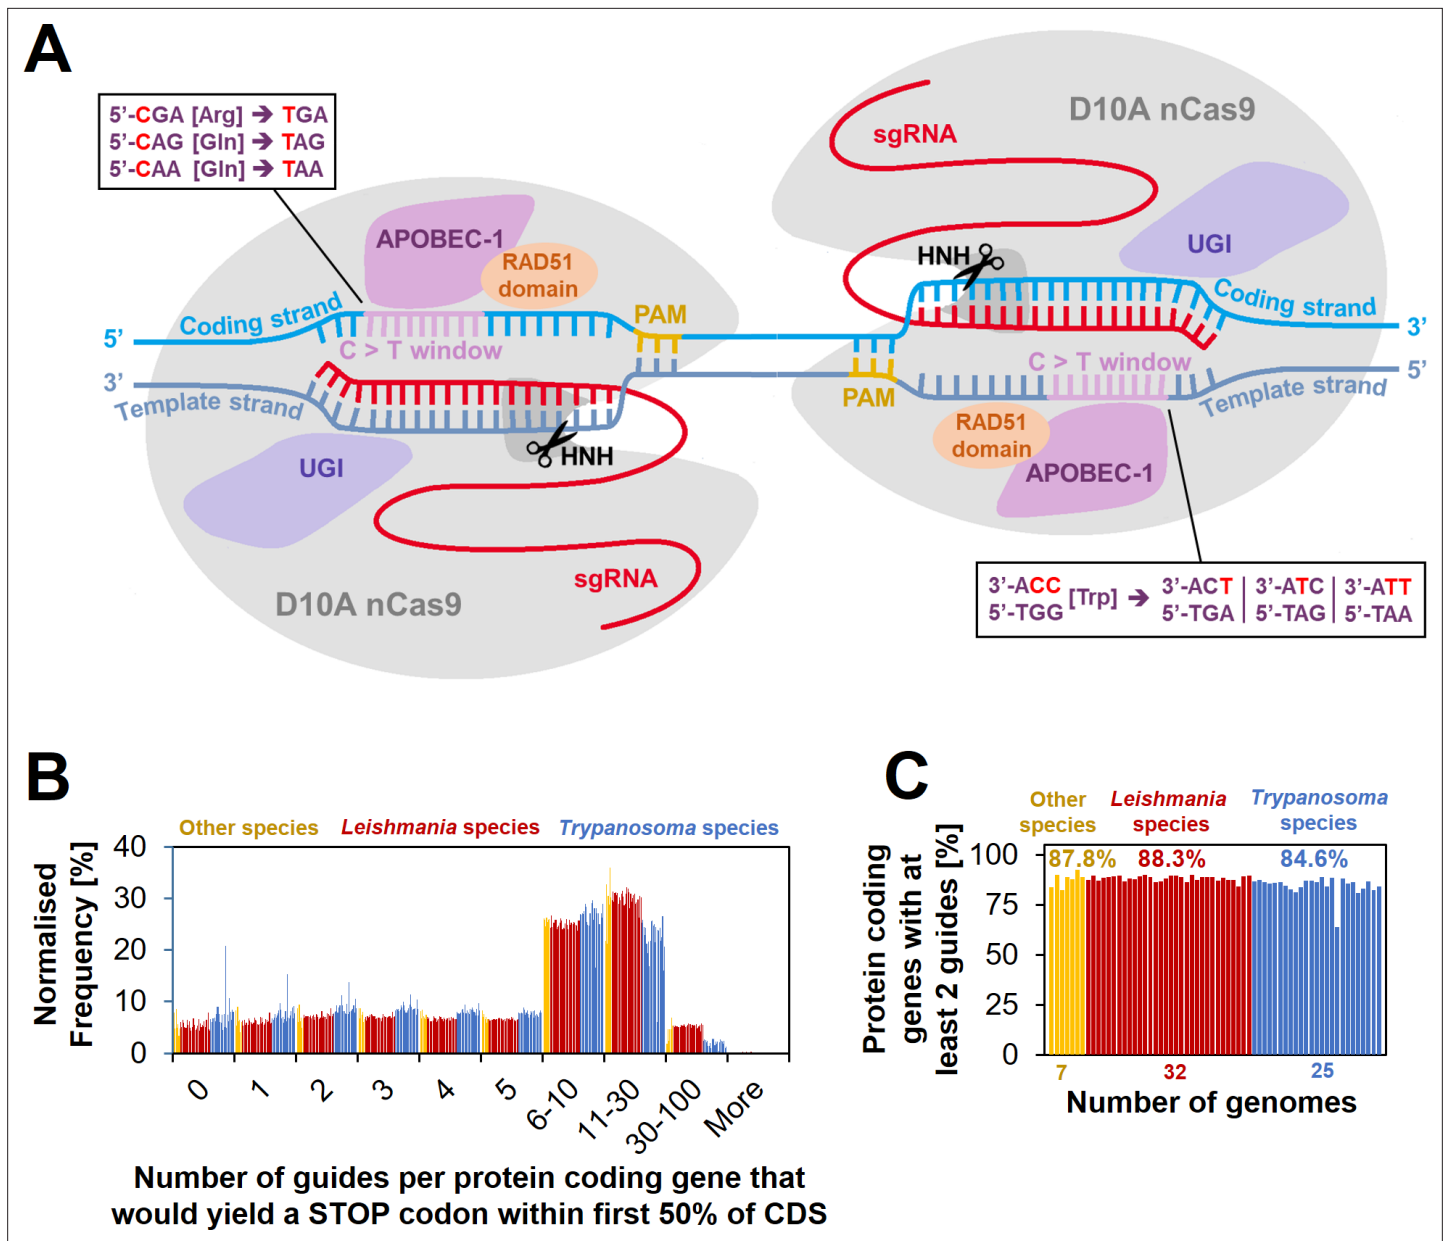 A
5’-CGA [Arg] ➔ TGA
5’-CAG [Gln] ➔ TAG
5’-CAA [Gln] ➔ TAA
APOBEC-1
RAD51
domain
Coding strand
5’
C > T window
PAM
3’
Template strand
UGI
HNH
sgRNA
D10A nCas9
D10A nCas9
sgRNA
UGI
HNH
Coding strand
3’
C > T window
5’
PAM
Template strand
RAD51
domain
APOBEC-1
3’-ACC
5’-TGG
[Trp] ➔
3’-ACT | 3’-ATC | 3’-ATT
5’-TGA | 5’-TAG | 5’-TAA
B
Other species Leishmania species Trypanosoma species
Normalised
Frequency [%]
40
30
20
10
0
0 1 2 3 4 5 6-10 11-30 30-100 More
Number of guides per protein coding gene that
would yield a STOP codon within first 50% of CDS
C
Other
species
Leishmania
species
Trypanosoma
species
Protein coding
genes with at
least 2 guides [%]
100
75
50
25
0
87.8% 88.3% 84.6%
7 32 25
Number of genomes